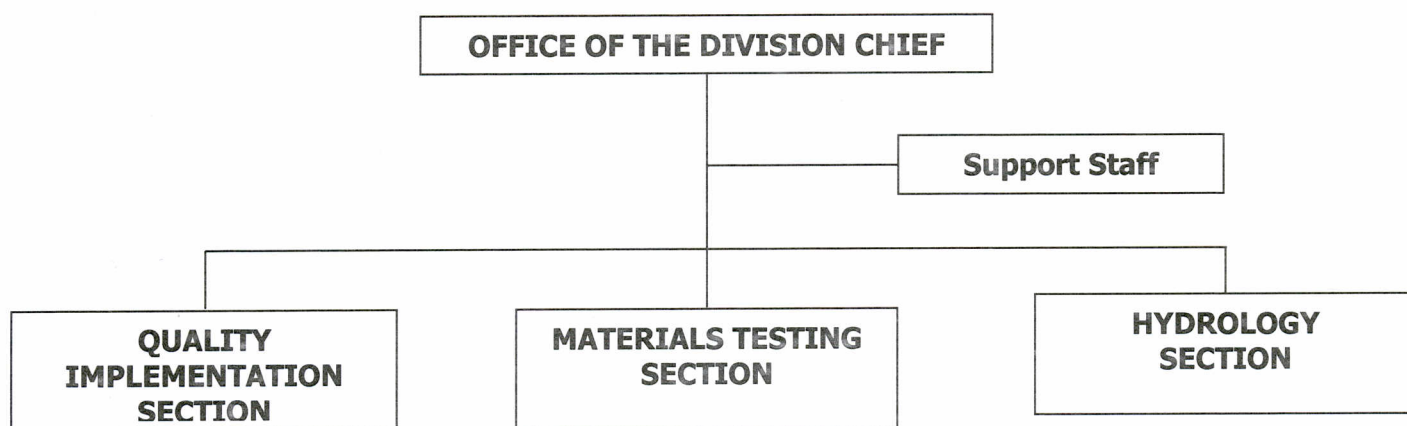 OFFICE OF THE DIVISION CHIEF
Support Staff
QUALITY
IMPLEMENTATION
SECTION
MATERIALS TESTING
SECTION
HYDROLOGY
SECTION